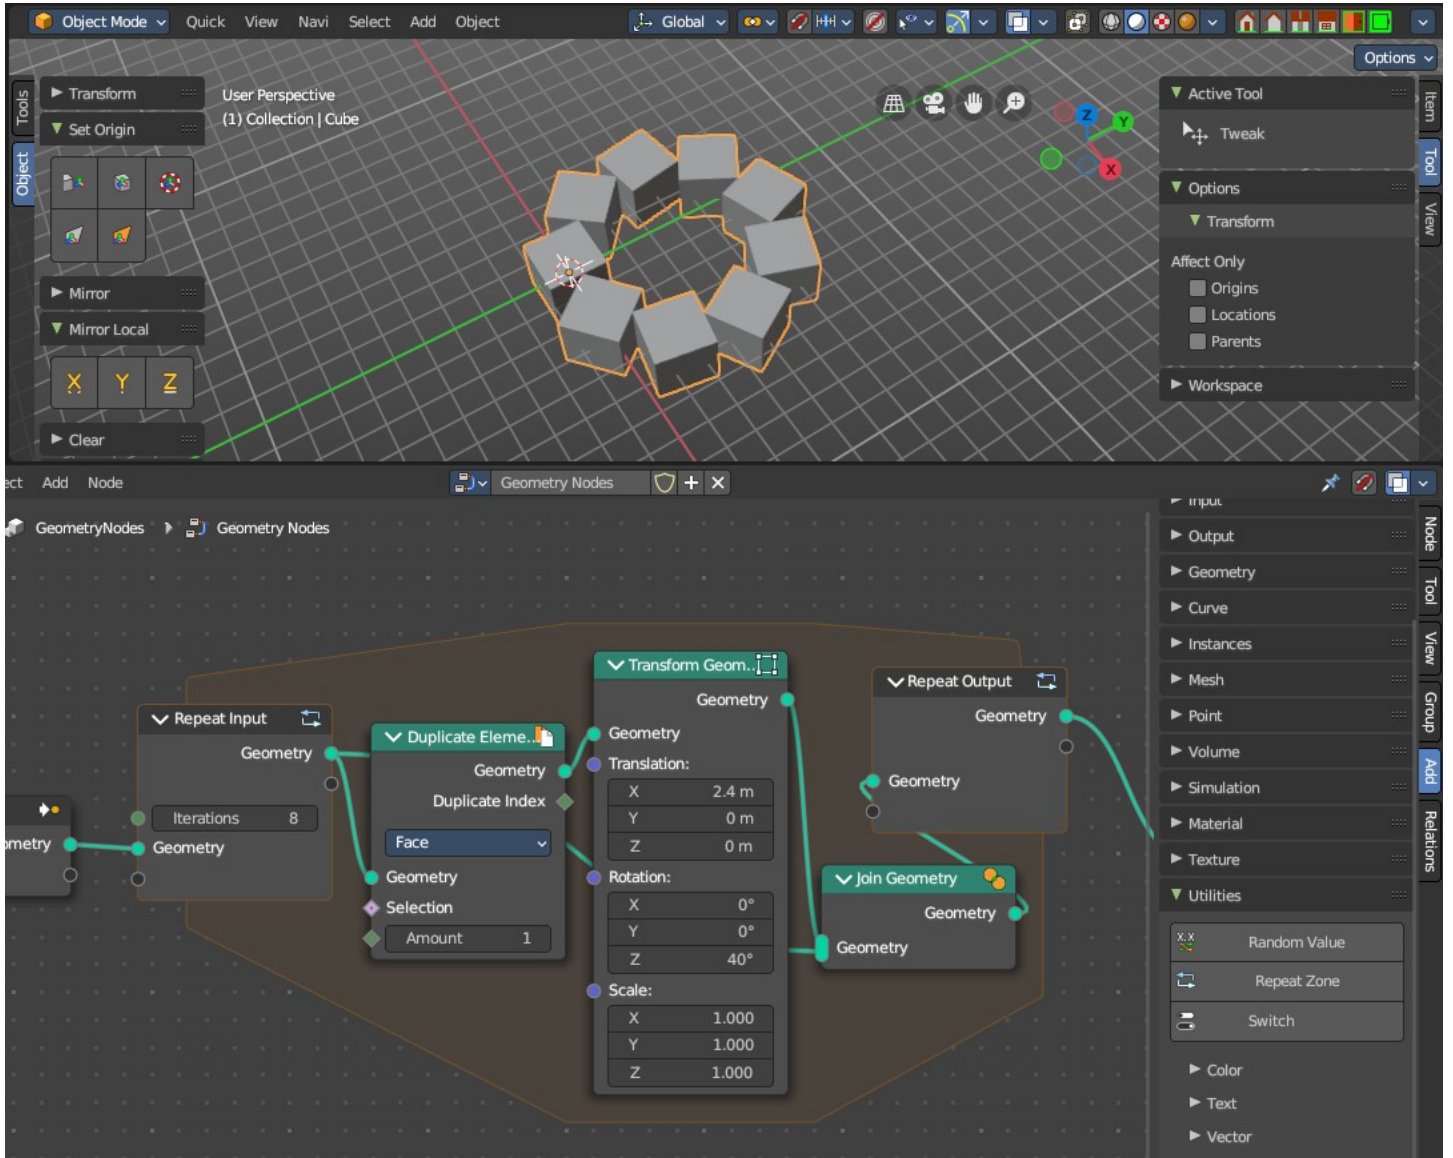 Object Mode Quick View Navi Select Add Object Global
Options
Tools
Object
Transform
Set Origin
Mirror
Mirror Local
X Y Z
Clear
User Perspective
(1) Collection | Cube
Z
Y
X
Active Tool
Tweak
Options
Transform
Affect Only
Origins
Locations
Parents
Workspace
Item
Tool
View
ect Add Node Geometry Nodes
GeometryNodes Geometry Nodes
ometry
Repeat Input
Geometry
Iterations 8
Geometry
Duplicate Eleme..
Geometry
Duplicate Index
Face
Geometry
Selection
Amount 1
Transform Geom..
Geometry
Geometry
Translation:
X 2.4 m
Y 0 m
Z 0 m
Rotation:
X 0°
Y 0°
Z 40°
Scale:
X 1.000
Y 1.000
Z 1.000
Repeat Output
Geometry
Geometry
Join Geometry
Geometry
Geometry
Input
Output
Geometry
Curve
Instances
Mesh
Point
Volume
Simulation
Material
Texture
Utilities
X.X Random Value
Repeat Zone
Switch
Color
Text
Vector
Node
Tool
View
Group
Add
Relations